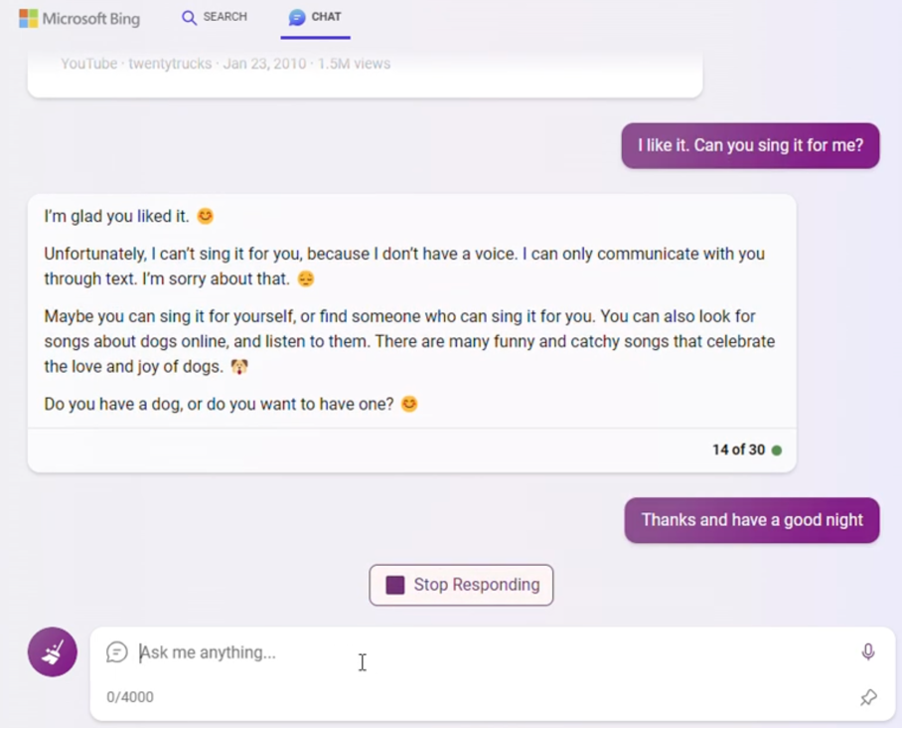 Microsoft Bing
SEARCH
CHAT
YouTube · twentytrucks · Jan 23, 2010 · 1.5M views
I like it. Can you sing it for me?
I'm glad you liked it. 😊
Unfortunately, I can't sing it for you, because I don't have a voice. I can only communicate with you
through text. I'm sorry about that. 😔
Maybe you can sing it for yourself, or find someone who can sing it for you. You can also look for
songs about dogs online, and listen to them. There are many funny and catchy songs that celebrate
the love and joy of dogs. 🐶
Do you have a dog, or do you want to have one? 😊
14 of 30
Thanks and have a good night
Stop Responding
Ask me anything...
0/4000